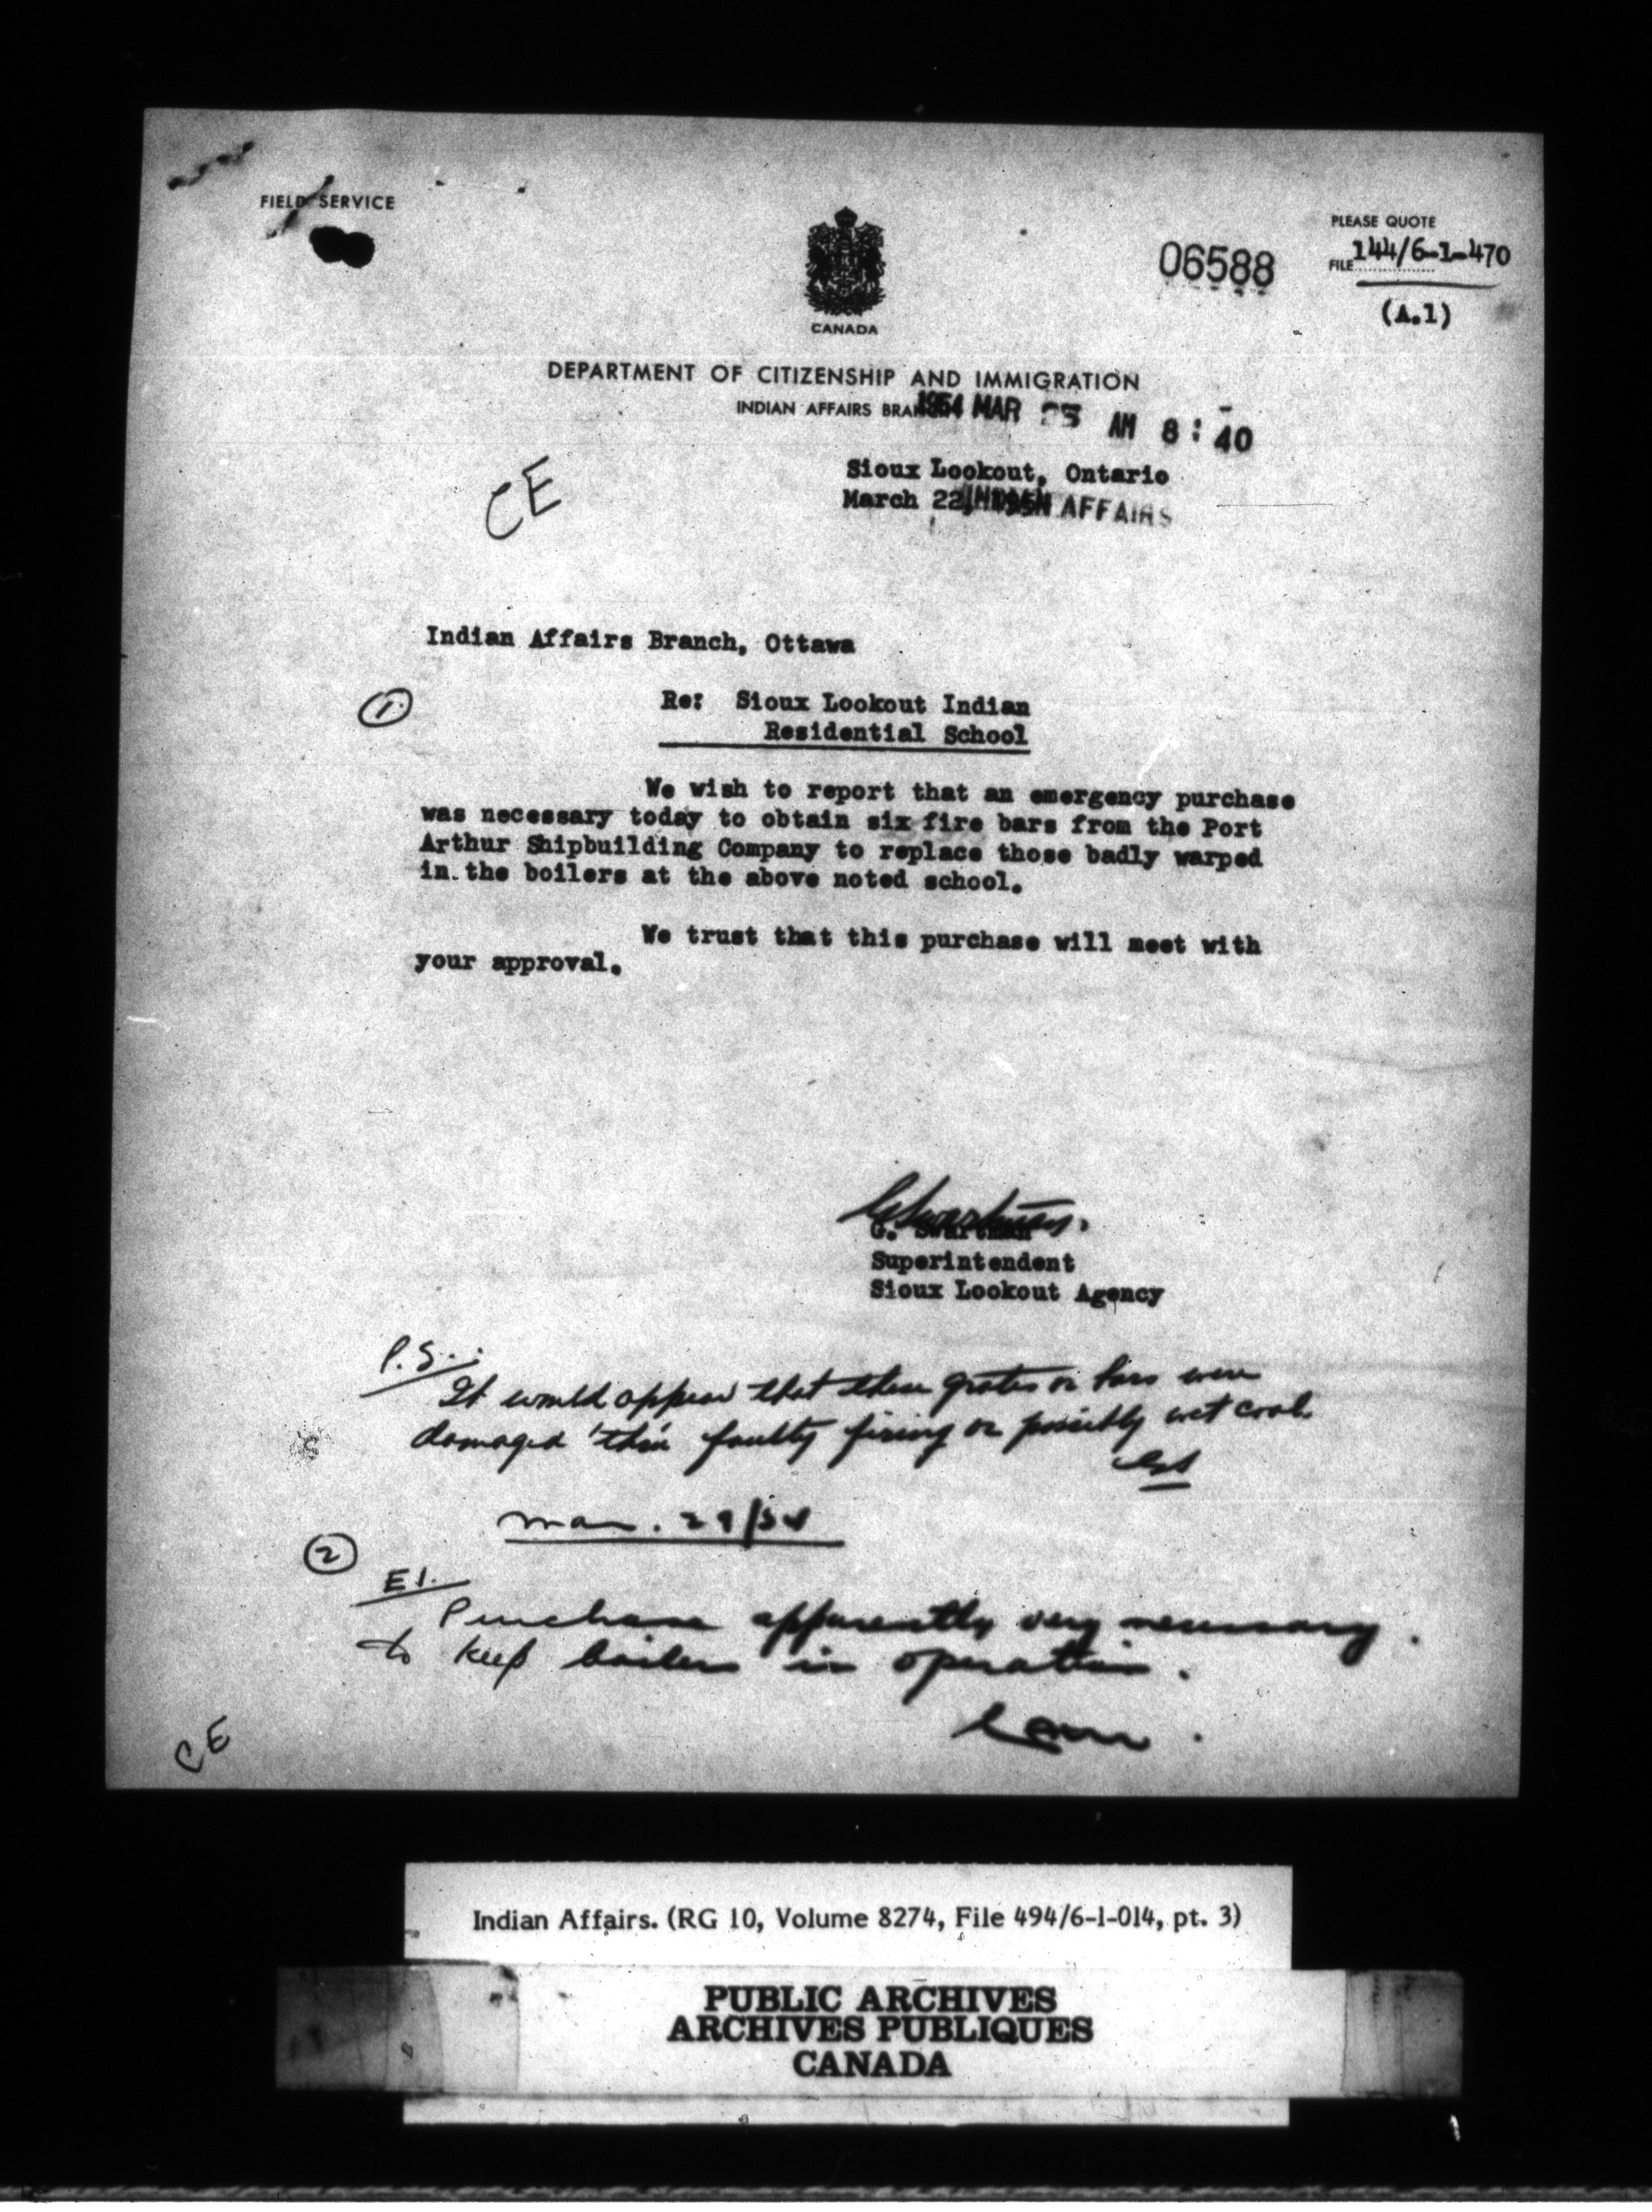 FIELD SERVICE
PLEASE QUOTE
FILE 144/6-1-470
(A.1)
06588
CANADA
DEPARTMENT OF CITIZENSHIP AND IMMIGRATION
INDIAN AFFAIRS
1954 MAR AM 8:40
CE
Sioux Lookout, Ontario
March 22,
INDIAN AFFAIRS
Indian Affairs Branch, Ottawa
1.
Re: Sioux Lookout Indian
Residential School
We wish to report that an emergency purchase
was necessary today to obtain six fire bars from the Port
Arthur Shipbuilding Company to replace those badly warped
in the boilers at the above noted school.
We trust that this purchase will meet with
your approval.
G. Swartman
Superintendent
Sioux Lookout Agency
P.S.
It would appear that these grates or bars were
damaged thru faulty firing or possibly wet coal.
Mar. 29/54
2
E1.
Purchase apparently very necessary
to keep boilers in operation.
CE
Indian Affairs. (RG 10, Volume 8274, File 494/6-1-014, pt. 3)
PUBLIC ARCHIVES
ARCHIVES PUBLIQUES
CANADA